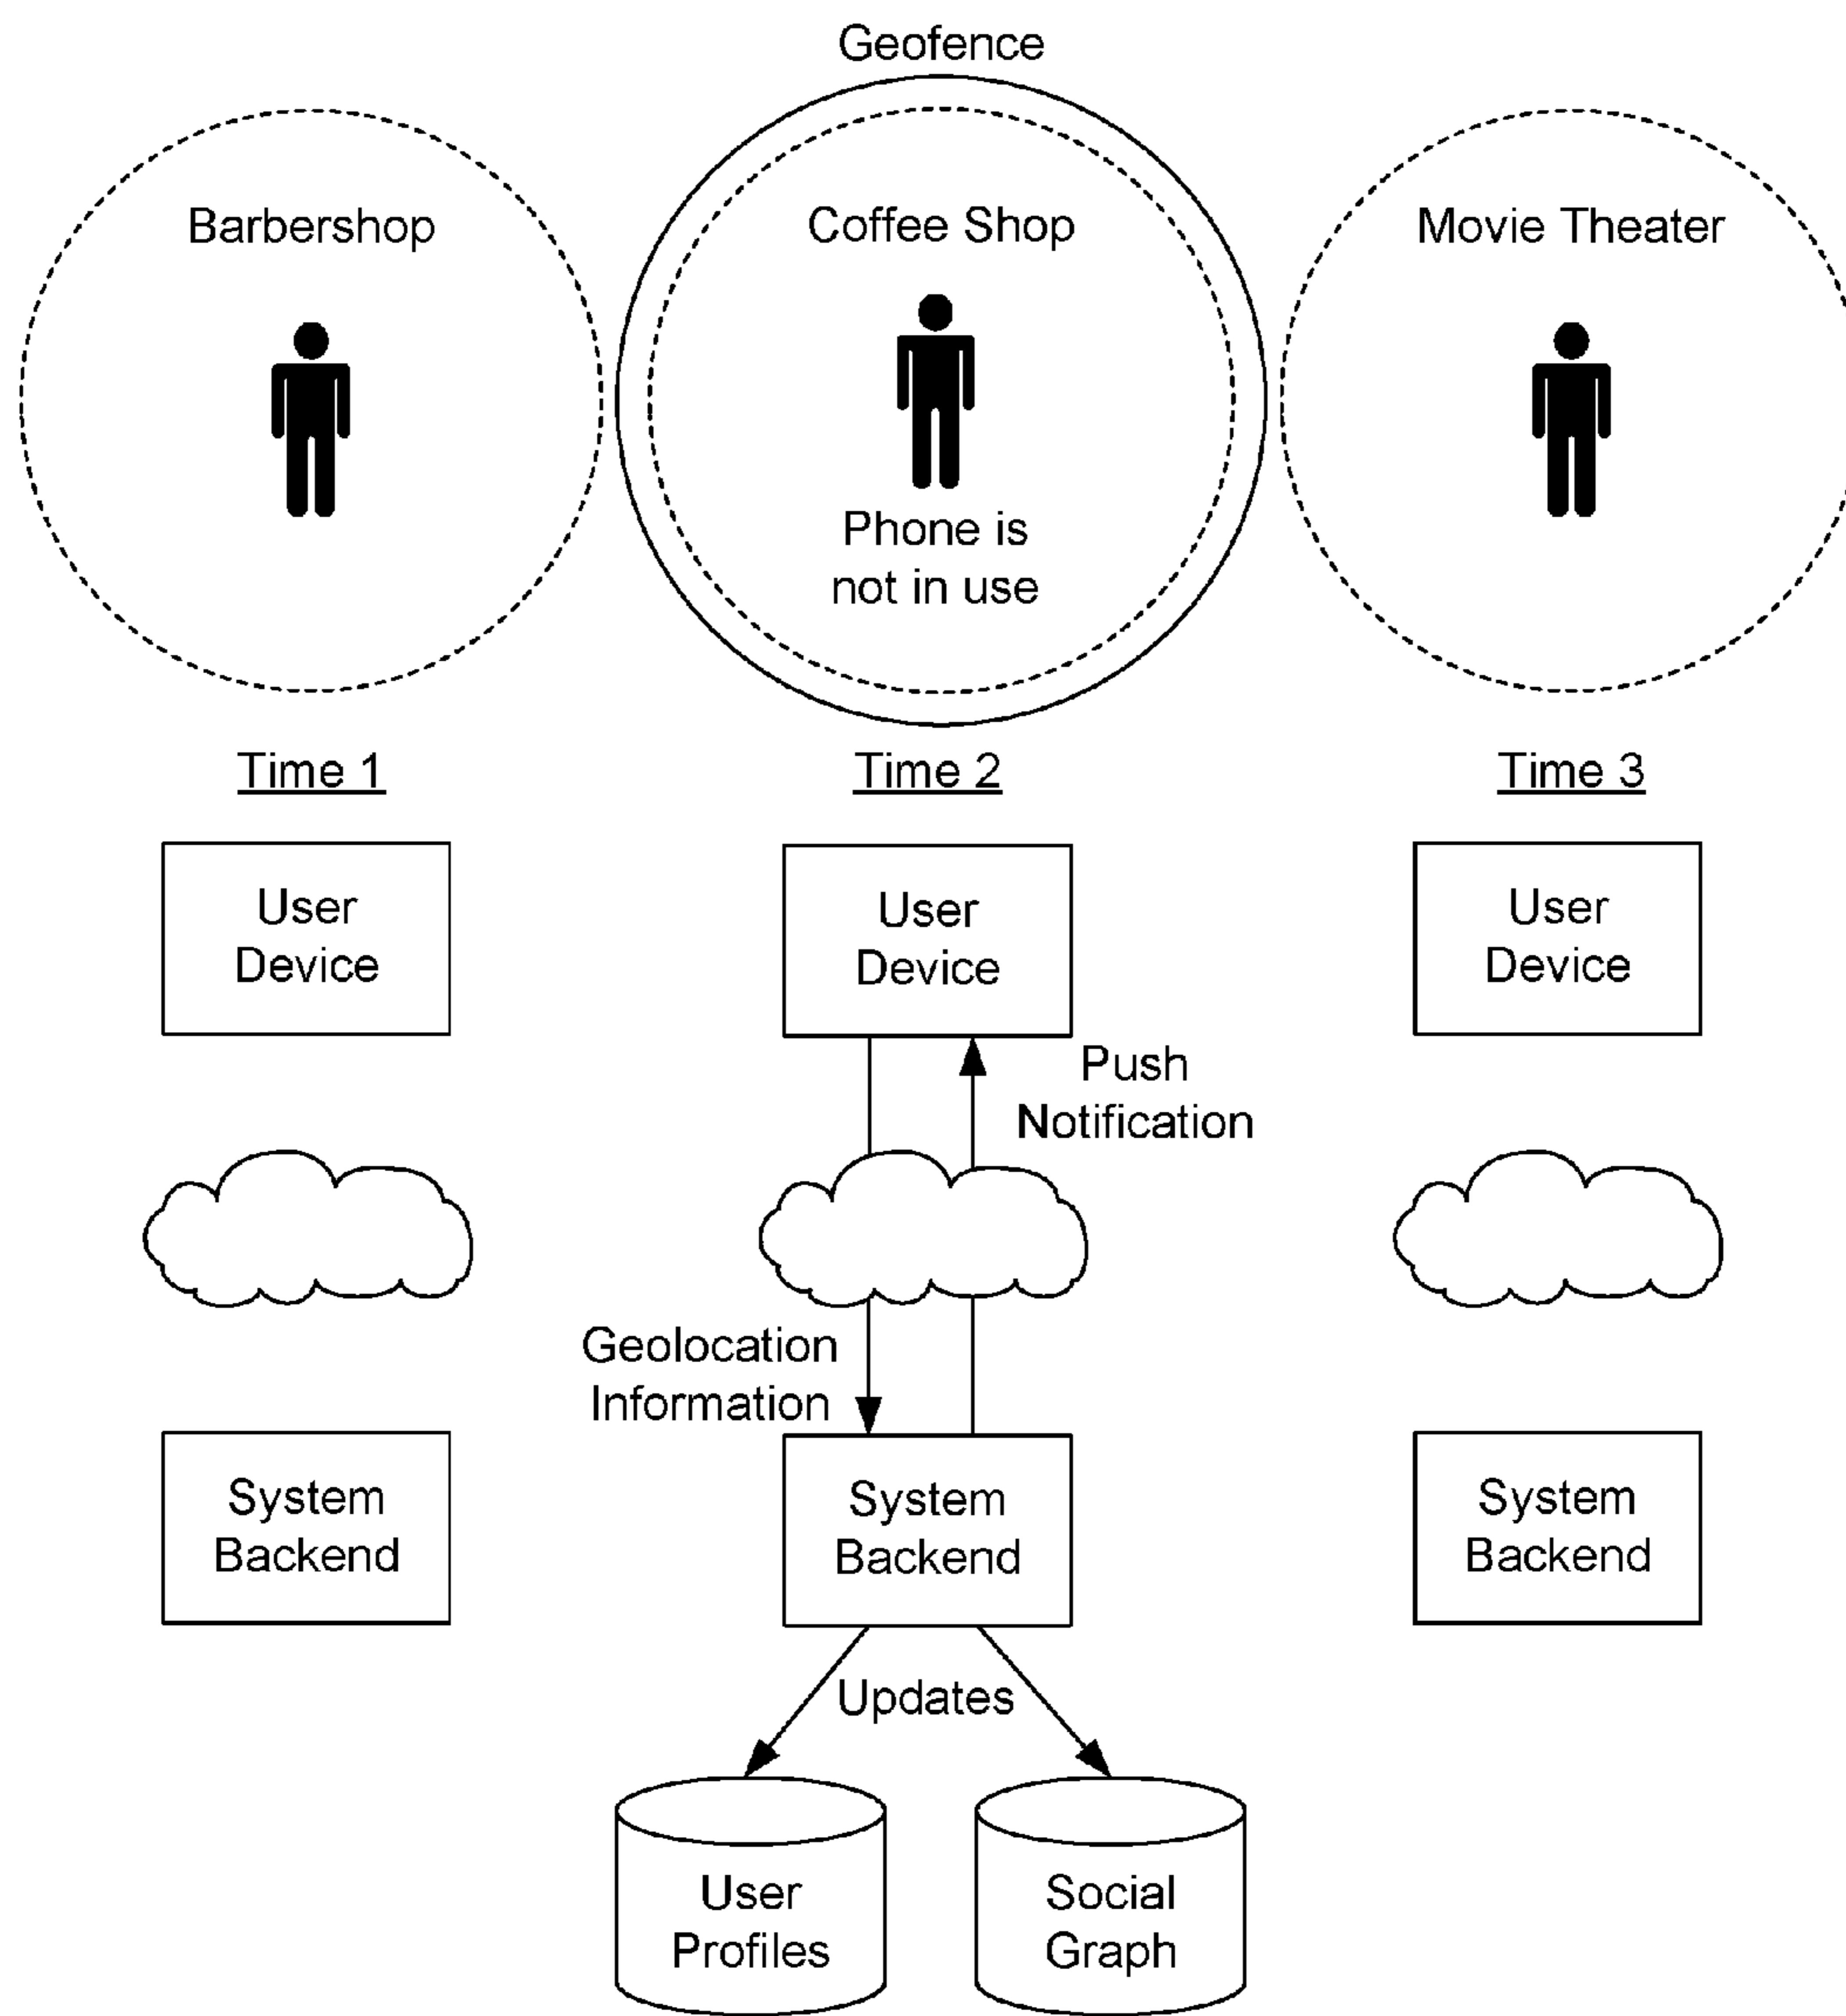 Geofence
Barbershop
Coffee Shop
Movie Theater
Phone is
not in use
Time 1
Time 2
Time 3
User
Device
User
Device
User
Device
Push
Notification
Geolocation
Information
System
Backend
System
Backend
System
Backend
Updates
User
Profiles
Social
Graph